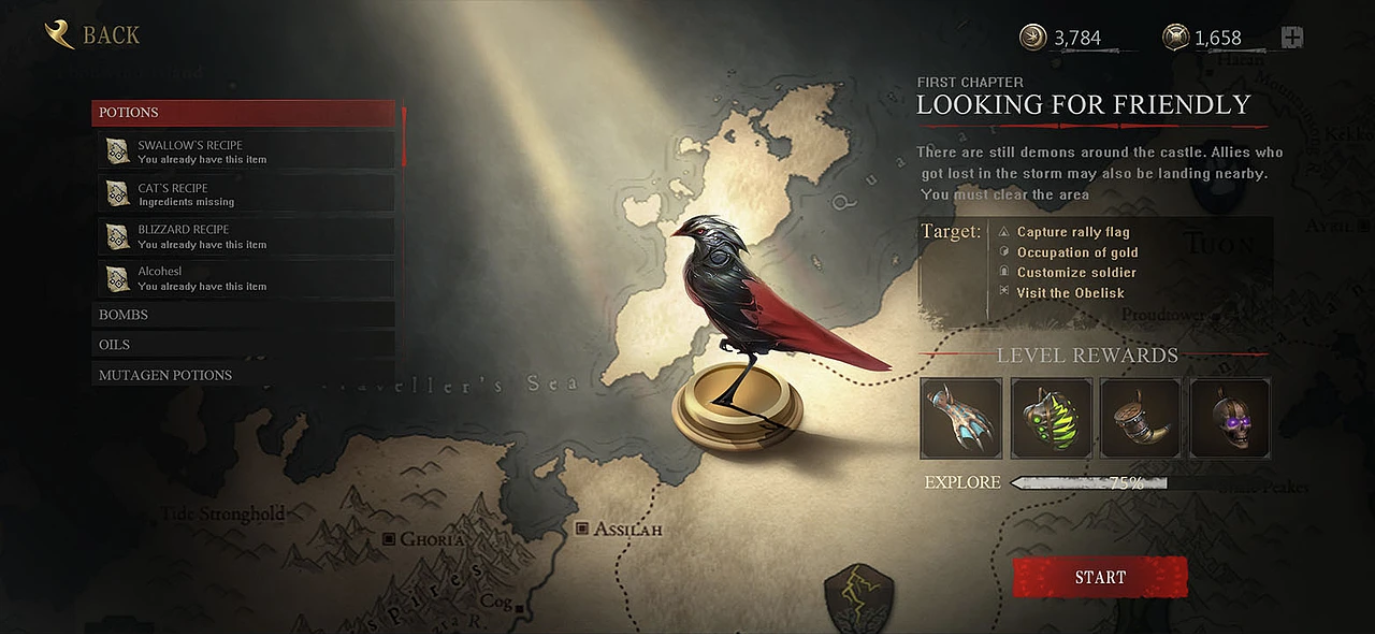 BACK
3,784
1,658
POTIONS
SWALLOW'S RECIPE
You already have this item
CAT'S RECIPE
Ingredients missing
BLIZZARD RECIPE
You already have this item
Alcohesl
You already have this item
BOMBS
OILS
MUTAGEN POTIONS
FIRST CHAPTER
LOOKING FOR FRIENDLY
There are still demons around the castle. Allies who
got lost in the storm may also be landing nearby.
You must clear the area
Target:
Capture rally flag
Occupation of gold
Customize soldier
Visit the Obelisk
LEVEL REWARDS
EXPLORE
75%
START
Tuon
Proudtower
Traveller's Sea
Tide Stronghold
Ghoria
Assilah
Spires
Cog